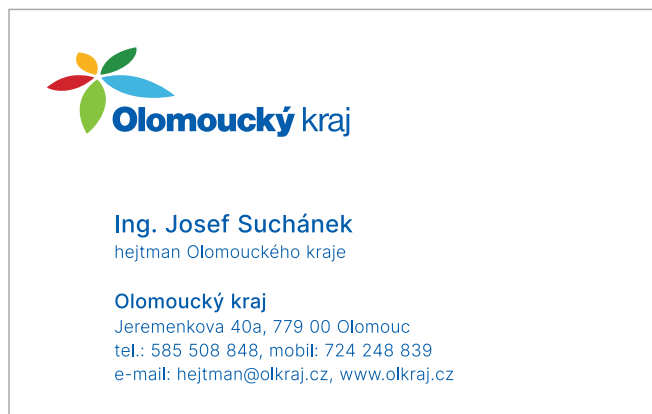 Olomoucký kraj
Ing. Josef Suchánek
hejtman Olomouckého kraje
Olomoucký kraj
Jeremenkova 40a, 779 00 Olomouc
tel.: 585 508 848, mobil: 724 248 839
e-mail: hejtman@olkraj.cz, www.olkraj.cz